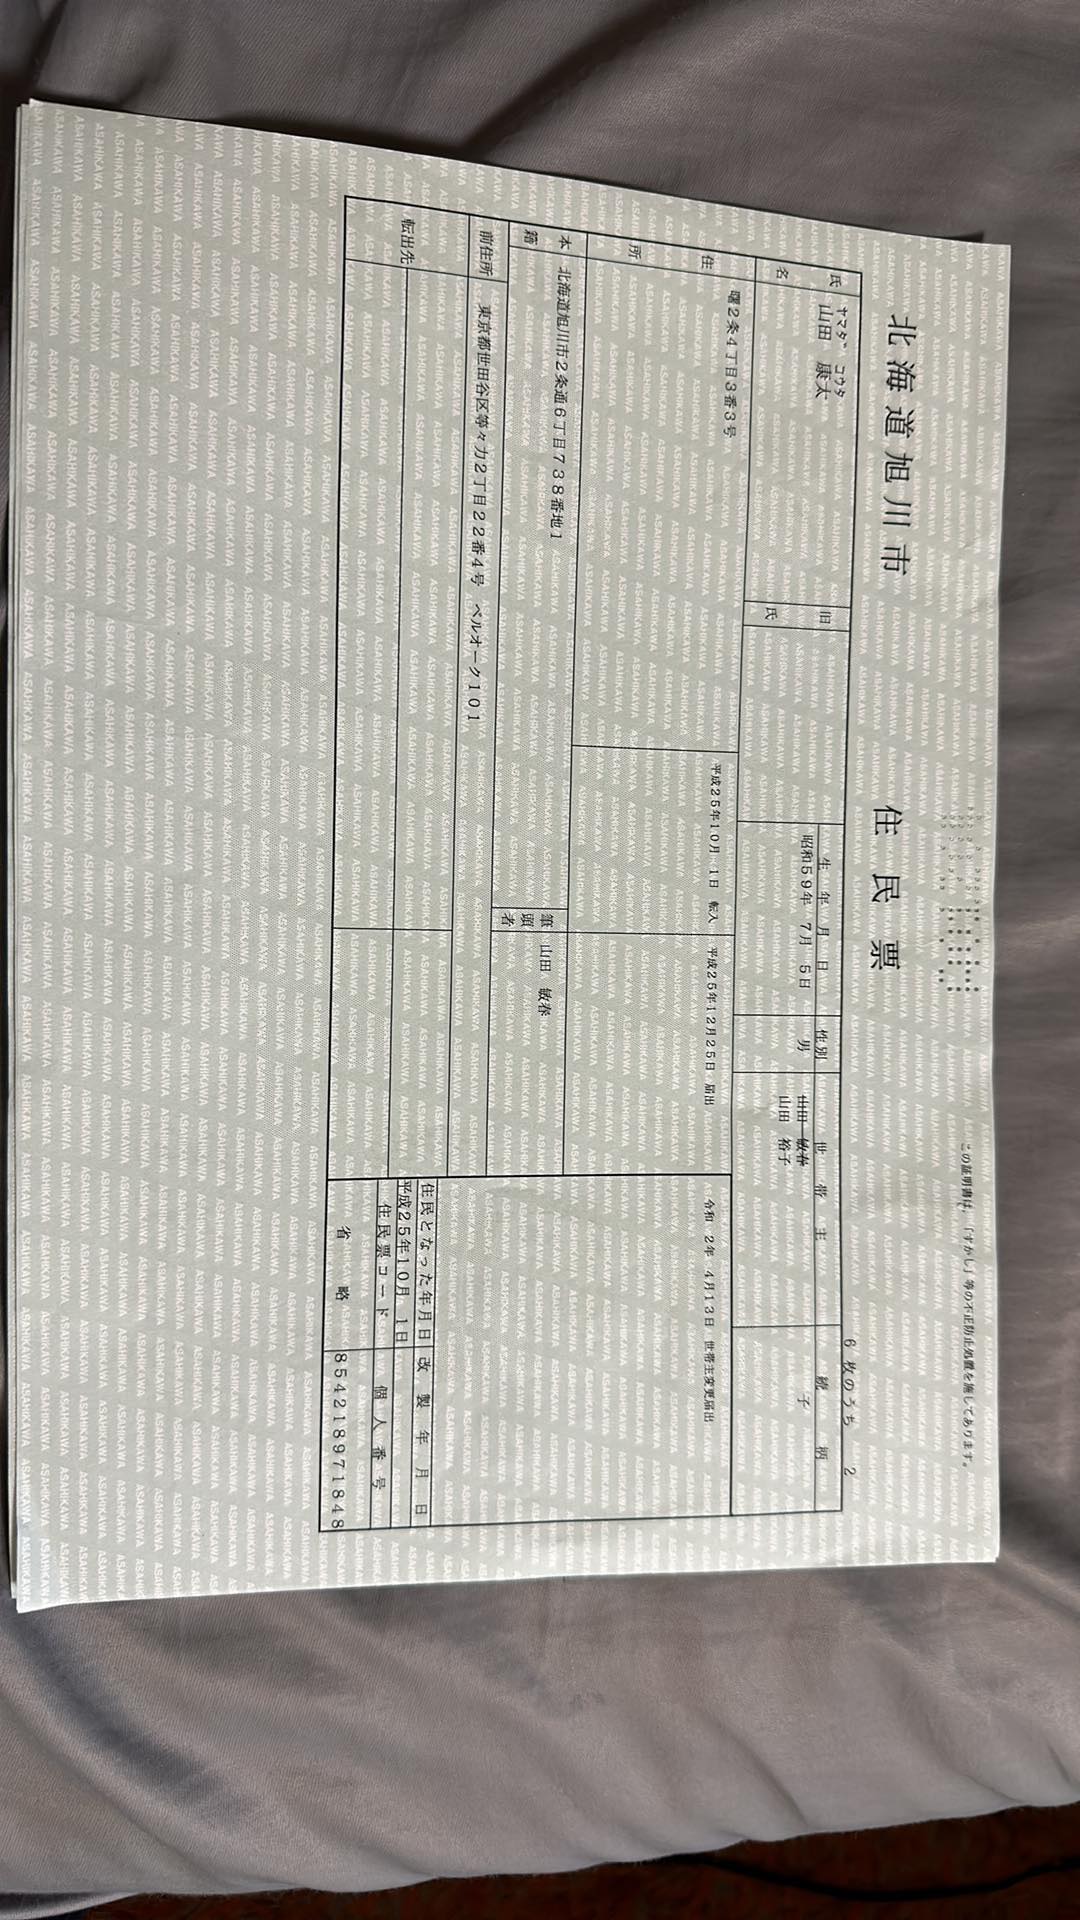 この証明書は,「すかし」等の不正防止処置を施してあります。
北海道旭川市 住民票
6枚のうち 2
氏名
ヤマダ コウタ
山田 康太
旧氏
生年月日
昭和59年 7月 5日
性別
男
世帯主
山田 敏春
山田 裕子
続柄
子
住所
曙2条4丁目3番3号
平成25年10月 1日 転入
平成25年12月25日 届出
令和 2年 4月13日 世帯主変更届出
本籍
北海道旭川市2条通6丁目738番地1
筆頭者
山田 敏春
前住所
東京都世田谷区等々力2丁目22番4号 ベルオーク101
転出先
住民となった年月日
平成25年10月 1日
改製年月日
住民票コード
省略
個人番号
854218971848
ASAHIKAWA